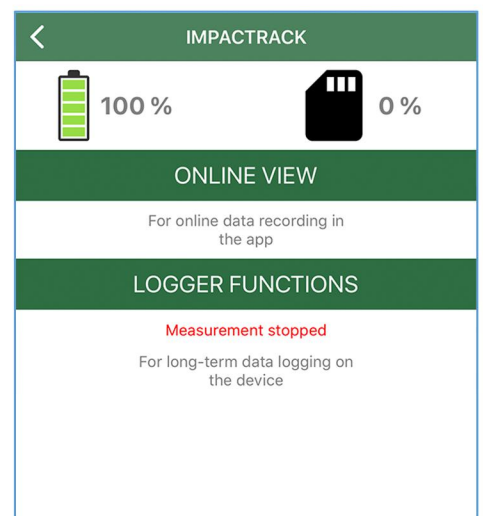 IMPACTRACK
100 %
0 %
ONLINE VIEW
For online data recording in
the app
LOGGER FUNCTIONS
Measurement stopped
For long-term data logging on
the device